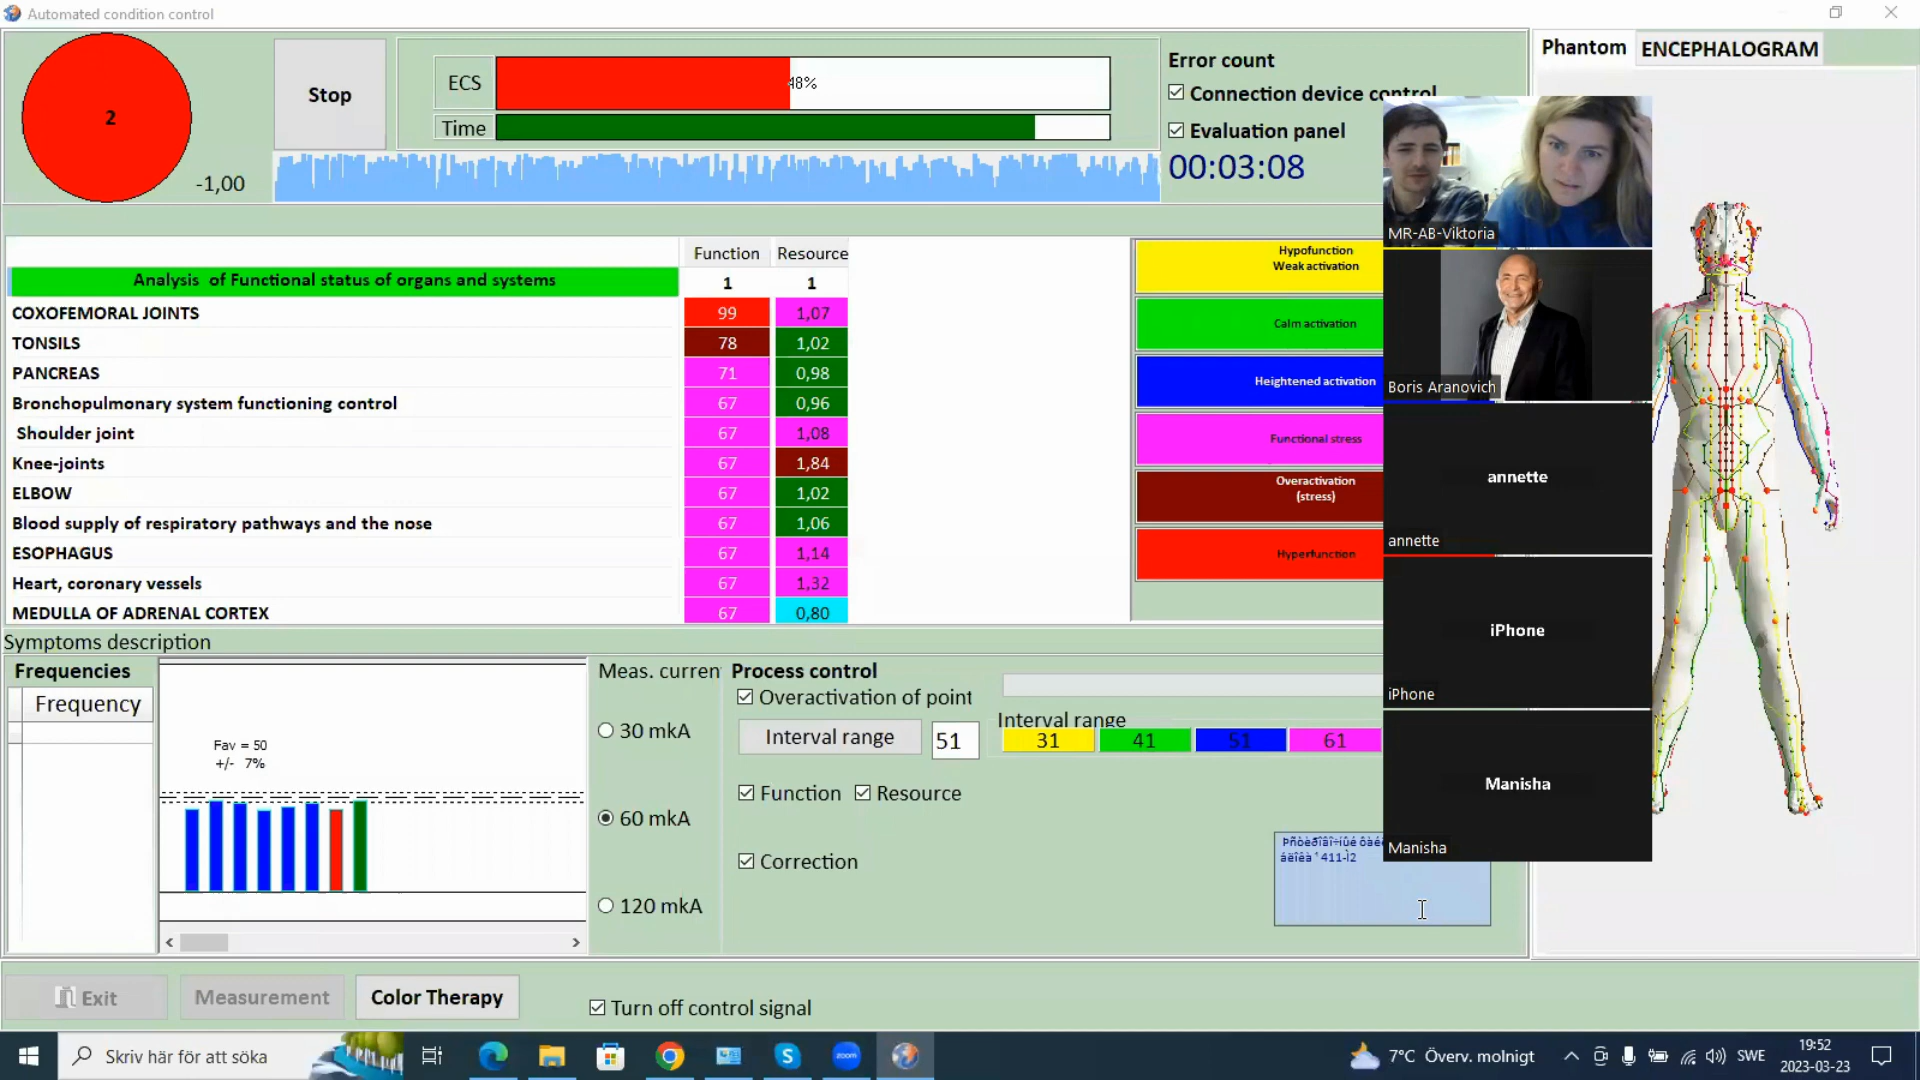 Automated condition control
2
-1,00
Stop
ECS
48%
Time
Error count
Connection device control
Evaluation panel
00:03:08
Phantom
ENCEPHALOGRAM
Function Resource
Analysis of Functional status of organs and systems 1 1
COXOFEMORAL JOINTS 99 1,07
TONSILS 78 1,02
PANCREAS 71 0,98
Bronchopulmonary system functioning control 67 0,96
Shoulder joint 67 1,08
Knee-joints 67 1,84
ELBOW 67 1,02
Blood supply of respiratory pathways and the nose 67 1,06
ESOPHAGUS 67 1,14
Heart, coronary vessels 67 1,32
MEDULLA OF ADRENAL CORTEX 67 0,80
Hypofunction
Weak activation
Calm activation
Heightened activation
Functional stress
Overactivation
(stress)
Hyperfunction
MR-AB-Viktoria
Boris Aranovich
annette
annette
iPhone
iPhone
Manisha
Manisha
Symptoms description
Frequencies
Frequency
Fav = 50
+/- 7%
Meas. curren
30 mkA
60 mkA
120 mkA
Process control
Overactivation of point
Interval range
51
Interval range
31 41 51 61
Function Resource
Correction
411-Ì2
Exit
Measurement
Color Therapy
Turn off control signal
Skriv här för att söka
zoom
7°C Överv. molnigt
SWE
19:52
2023-03-23